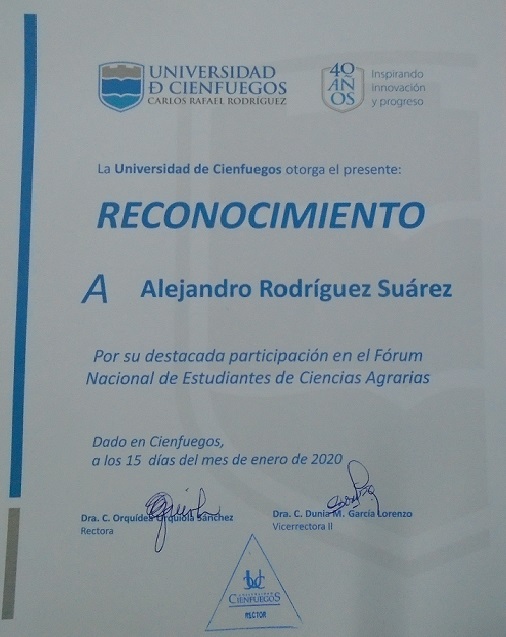 UNIVERSIDAD
D CIENFUEGOS
CARLOS RAFAEL RODRÍGUEZ
40
AÑ
OS
Inspirando
innovación
y progreso
La Universidad de Cienfuegos otorga el presente:
RECONOCIMIENTO
A Alejandro Rodríguez Suárez
Por su destacada participación en el Fórum
Nacional de Estudiantes de Ciencias Agrarias
Dado en Cienfuegos,
a los 15 días del mes de enero de 2020
Dra. C. Orquídea Urquiola Sánchez
Rectora
Dra. C. Dunia M. García Lorenzo
Vicerrectora II
UNIVERSIDAD
CIENFUEGOS
RECTOR